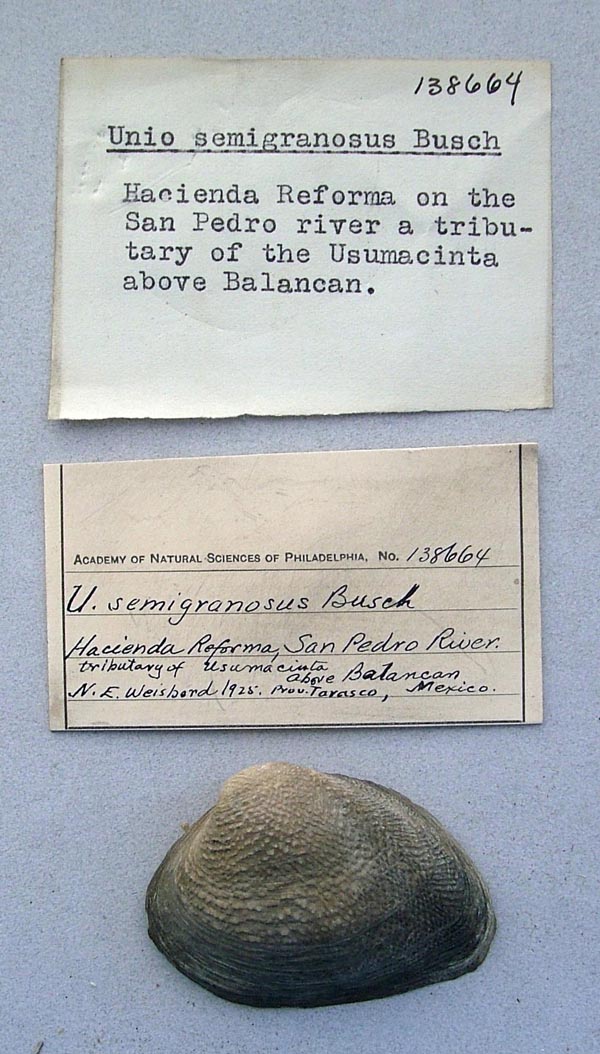 138664
Unio semigranosus Busch
Hacienda Reforma on the
San Pedro river a tribu-
tary of the Usumacinta
above Balancan.
ACADEMY OF NATURAL SCIENCES OF PHILADELPHIA, No. 138664
U. semigranosus Busch
Hacienda Reforma, San Pedro River.
tributary of Usumacinta above Balancan
N. E. Weisbord 1925. Prov. Tavasco, Mexico.